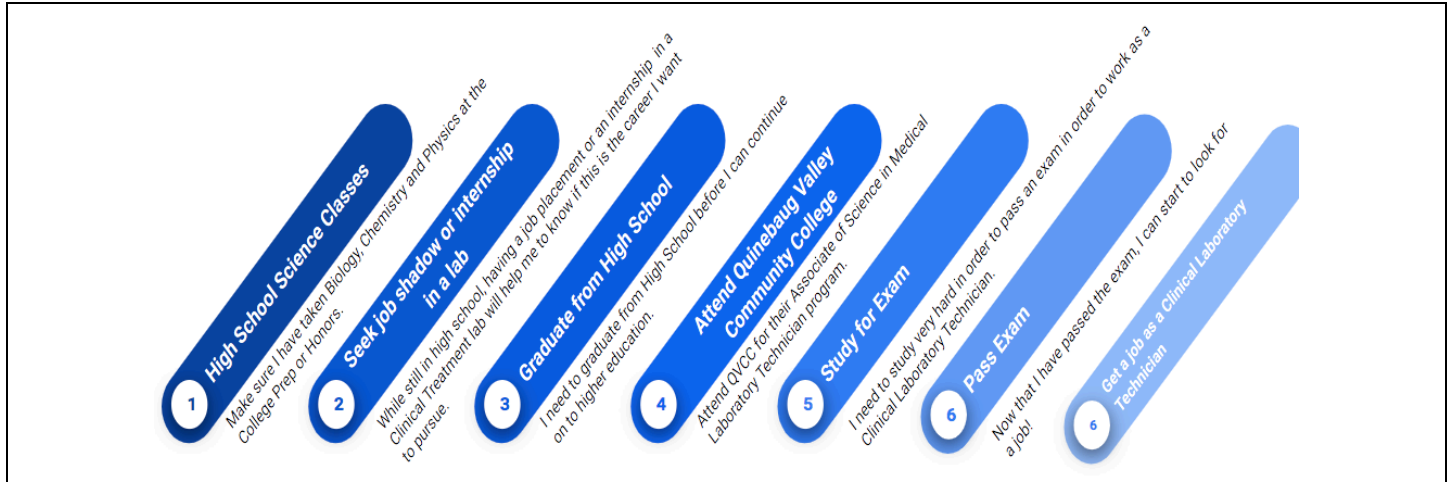 1
High School Science Classes
Make sure I have taken Biology, Chemistry and Physics at the
College Prep or Honors.
2
Seek job shadow or internship
in a lab
While still in high school, having a job placement or an internship in a
Clinical Treatment lab will help me to know if this is the career I want
to pursue.
3
Graduate from High School
I need to graduate from High School before I can continue
on to higher education.
4
Attend Quinebaug Valley
Community College
Attend QVCC for their Associate of Science in Medical
Laboratory Technician program.
5
Study for Exam
I need to study very hard in order to pass an exam in order to work as a
Clinical Laboratory Technician.
6
Pass Exam
Now that I have passed the exam, I can start to look for
a job!
6
Get a job as a Clinical Laboratory
Technician